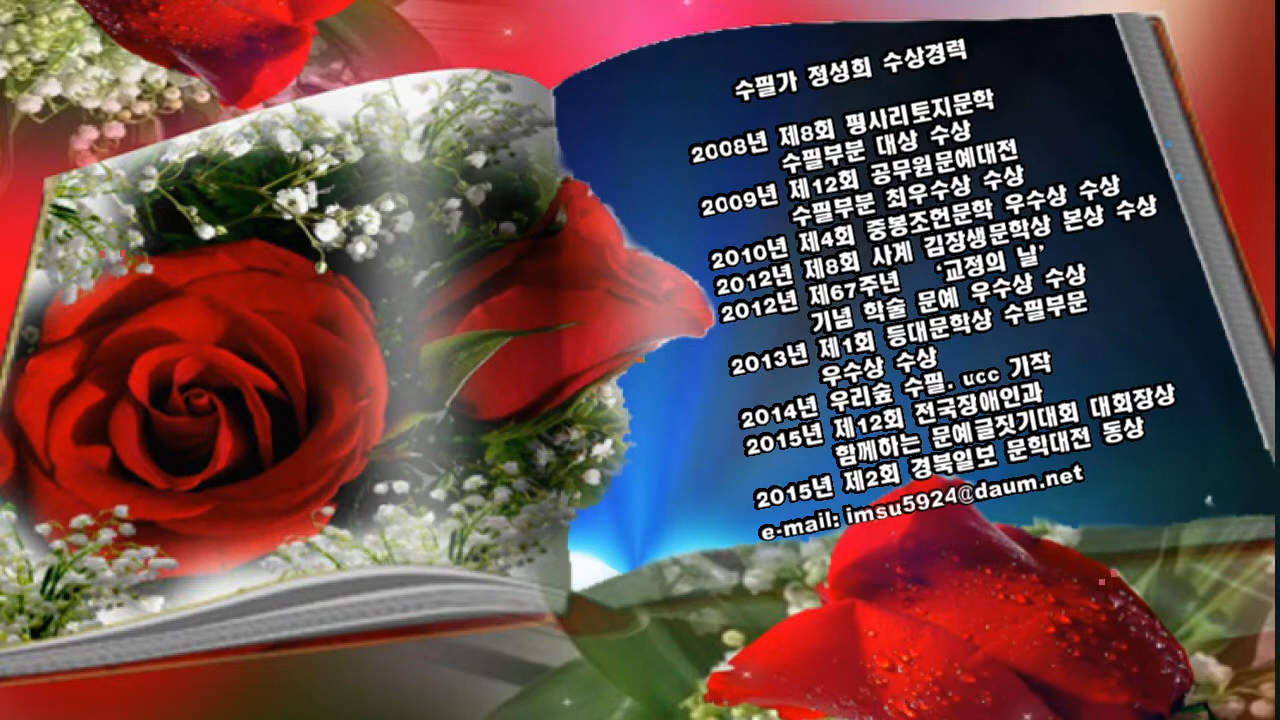 수필가 정성희 수상경력
2008년 제8회 평사리토지문학
수필부분 대상 수상
2009년 제12회 공무원문예대전
수필부분 최우수상 수상
2010년 제4회 중봉조헌문학 우수상 수상
2012년 제8회 사계 김장생문학상 본상 수상
2012년 제67주년 ‘교정의 날’
기념 학술 문예 우수상 수상
2013년 제1회 등대문학상 수필부문
우수상 수상
2014년 우리숲 수필. ucc 기작
2015년 제12회 전국장애인과
함께하는 문예글짓기대회 대회장상
2015년 제2회 경북일보 문학대전 동상
e-mail: imsu5924@daum.net